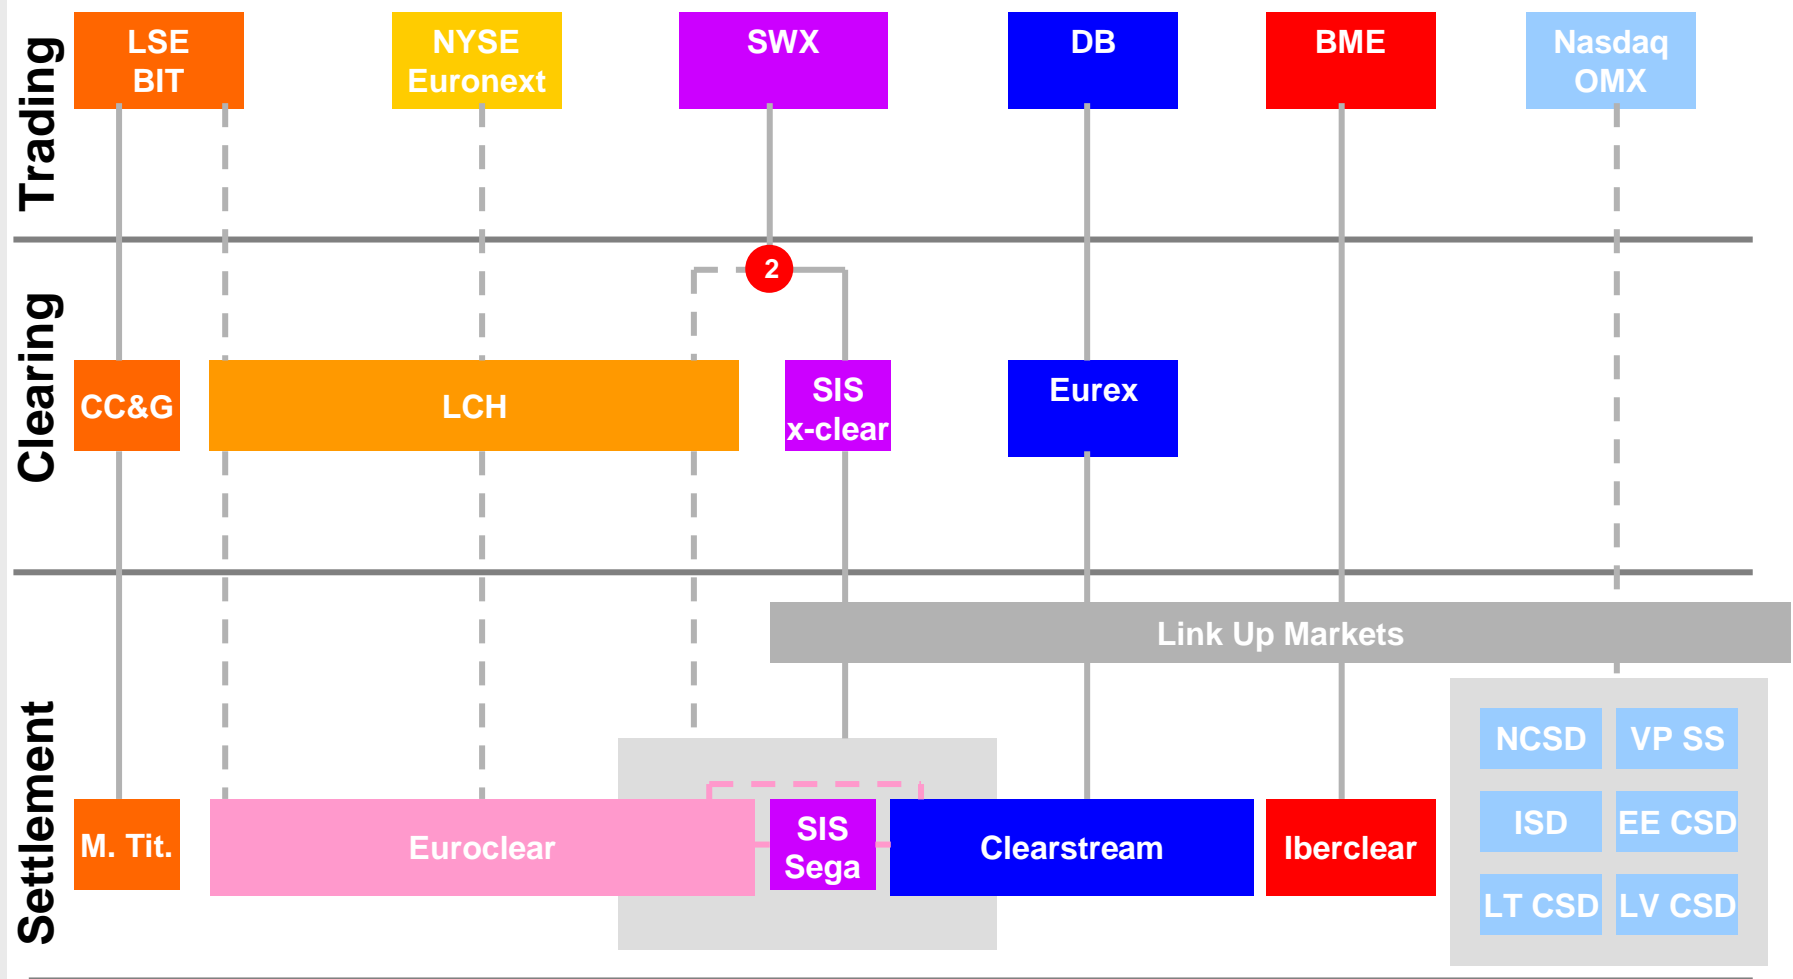 Trading
LSE
BIT
NYSE
Euronext
SWX
DB
BME
Nasdaq
OMX
Clearing
2
CC&G
LCH
SIS
x-clear
Eurex
Settlement
Link Up Markets
M. Tit.
Euroclear
SIS
Sega
Clearstream
Iberclear
NCSD
VP SS
ISD
EE CSD
LT CSD
LV CSD